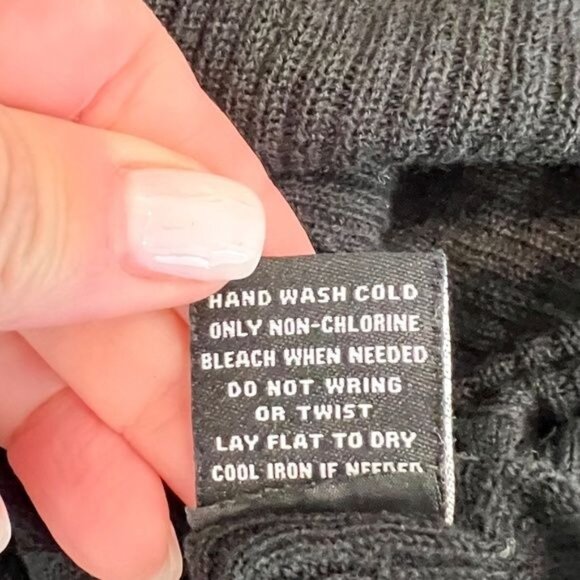 HAND WASH COLD
ONLY NON-CHLORINE
BLEACH WHEN NEEDED
DO NOT WRING
OR TWIST
LAY FLAT TO DRY
COOL IRON IF NEEDED